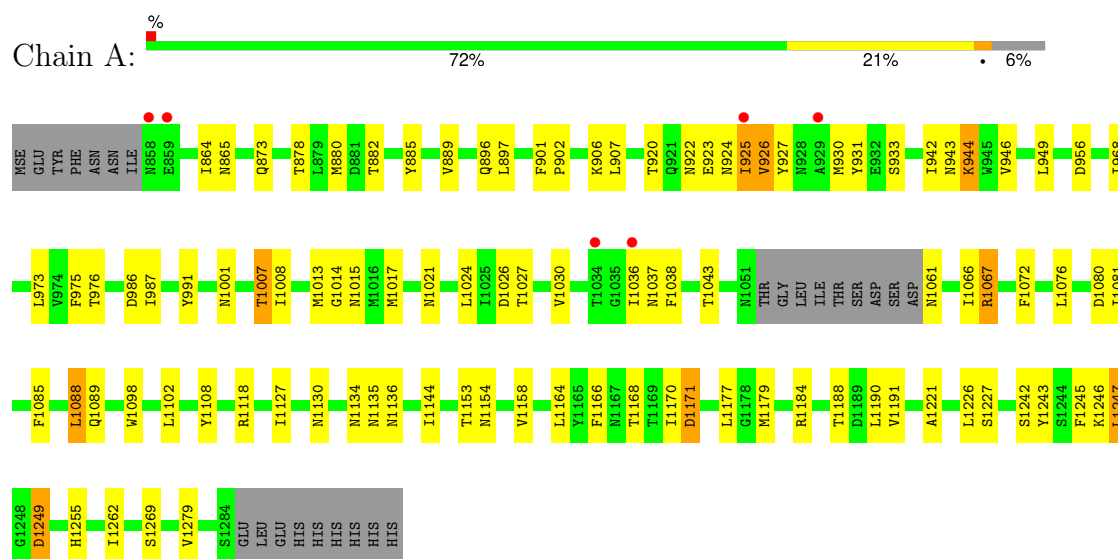 %
Chain A:
72% 21% • 6%
MSE GLU TYR PHE ASN ASN ILE N858 E859 I864 N865 Q873 T878 L879 M880 D881 T882 Y885 V889 Q896 L897 F901 P902 K906 L907 T920 Q921 N922 E923 N924 I925 V926 Y927 N928 A929 M930 Y931 E932 S933 I942 N943 K944 W945 V946 L949 D956
L973 V974 F975 T976 D986 I987 Y991 N1001 T1007 I1008 M1013 G1014 N1015 M1016 M1017 N1021 L1024 I1025 D1026 T1027 V1030 T1034 G1035 I1036 N1037 F1038 T1043 N1051 THR GLY LEU ILE THR SER ASP SER ASP N1061 I1066 R1067 F1072 L1076 D1080
F1085 L1088 Q1089 W1098 L1102 Y1108 R1118 I1127 N1130 N1134 N1135 N1136 I1144 T1153 N1154 V1158 L1164 Y1165 F1166 N1167 T1168 T1169 I1170 D1171 L1177 G1178 M1179 R1184 T1188 D1189 L1190 V1191 A1221 L1226 S1227 S1242 Y1243 S1244 F1245 K1246
G1248 D1249 H1255 I1262 S1269 V1279 S1284 GLU LEU GLU HIS HIS HIS HIS HIS HIS